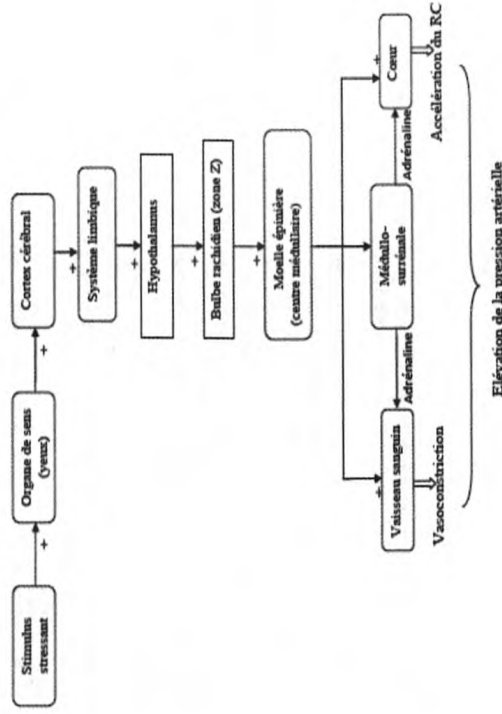 Stimulus
stressant
+
Organe de sens
(yeux)
+
Cortex cérébral
+
Système limbique
+
Hypothalamus
+
Bulbe rachidien (zone Z)
+
Moelle épinière
(centre médullaire)
+
Vaisseau sanguin
Adrénaline
Médullo-
surrénale
Adrénaline
+
Cœur
Vasoconstriction
Accélération du RC
Elévation de la pression artérielle